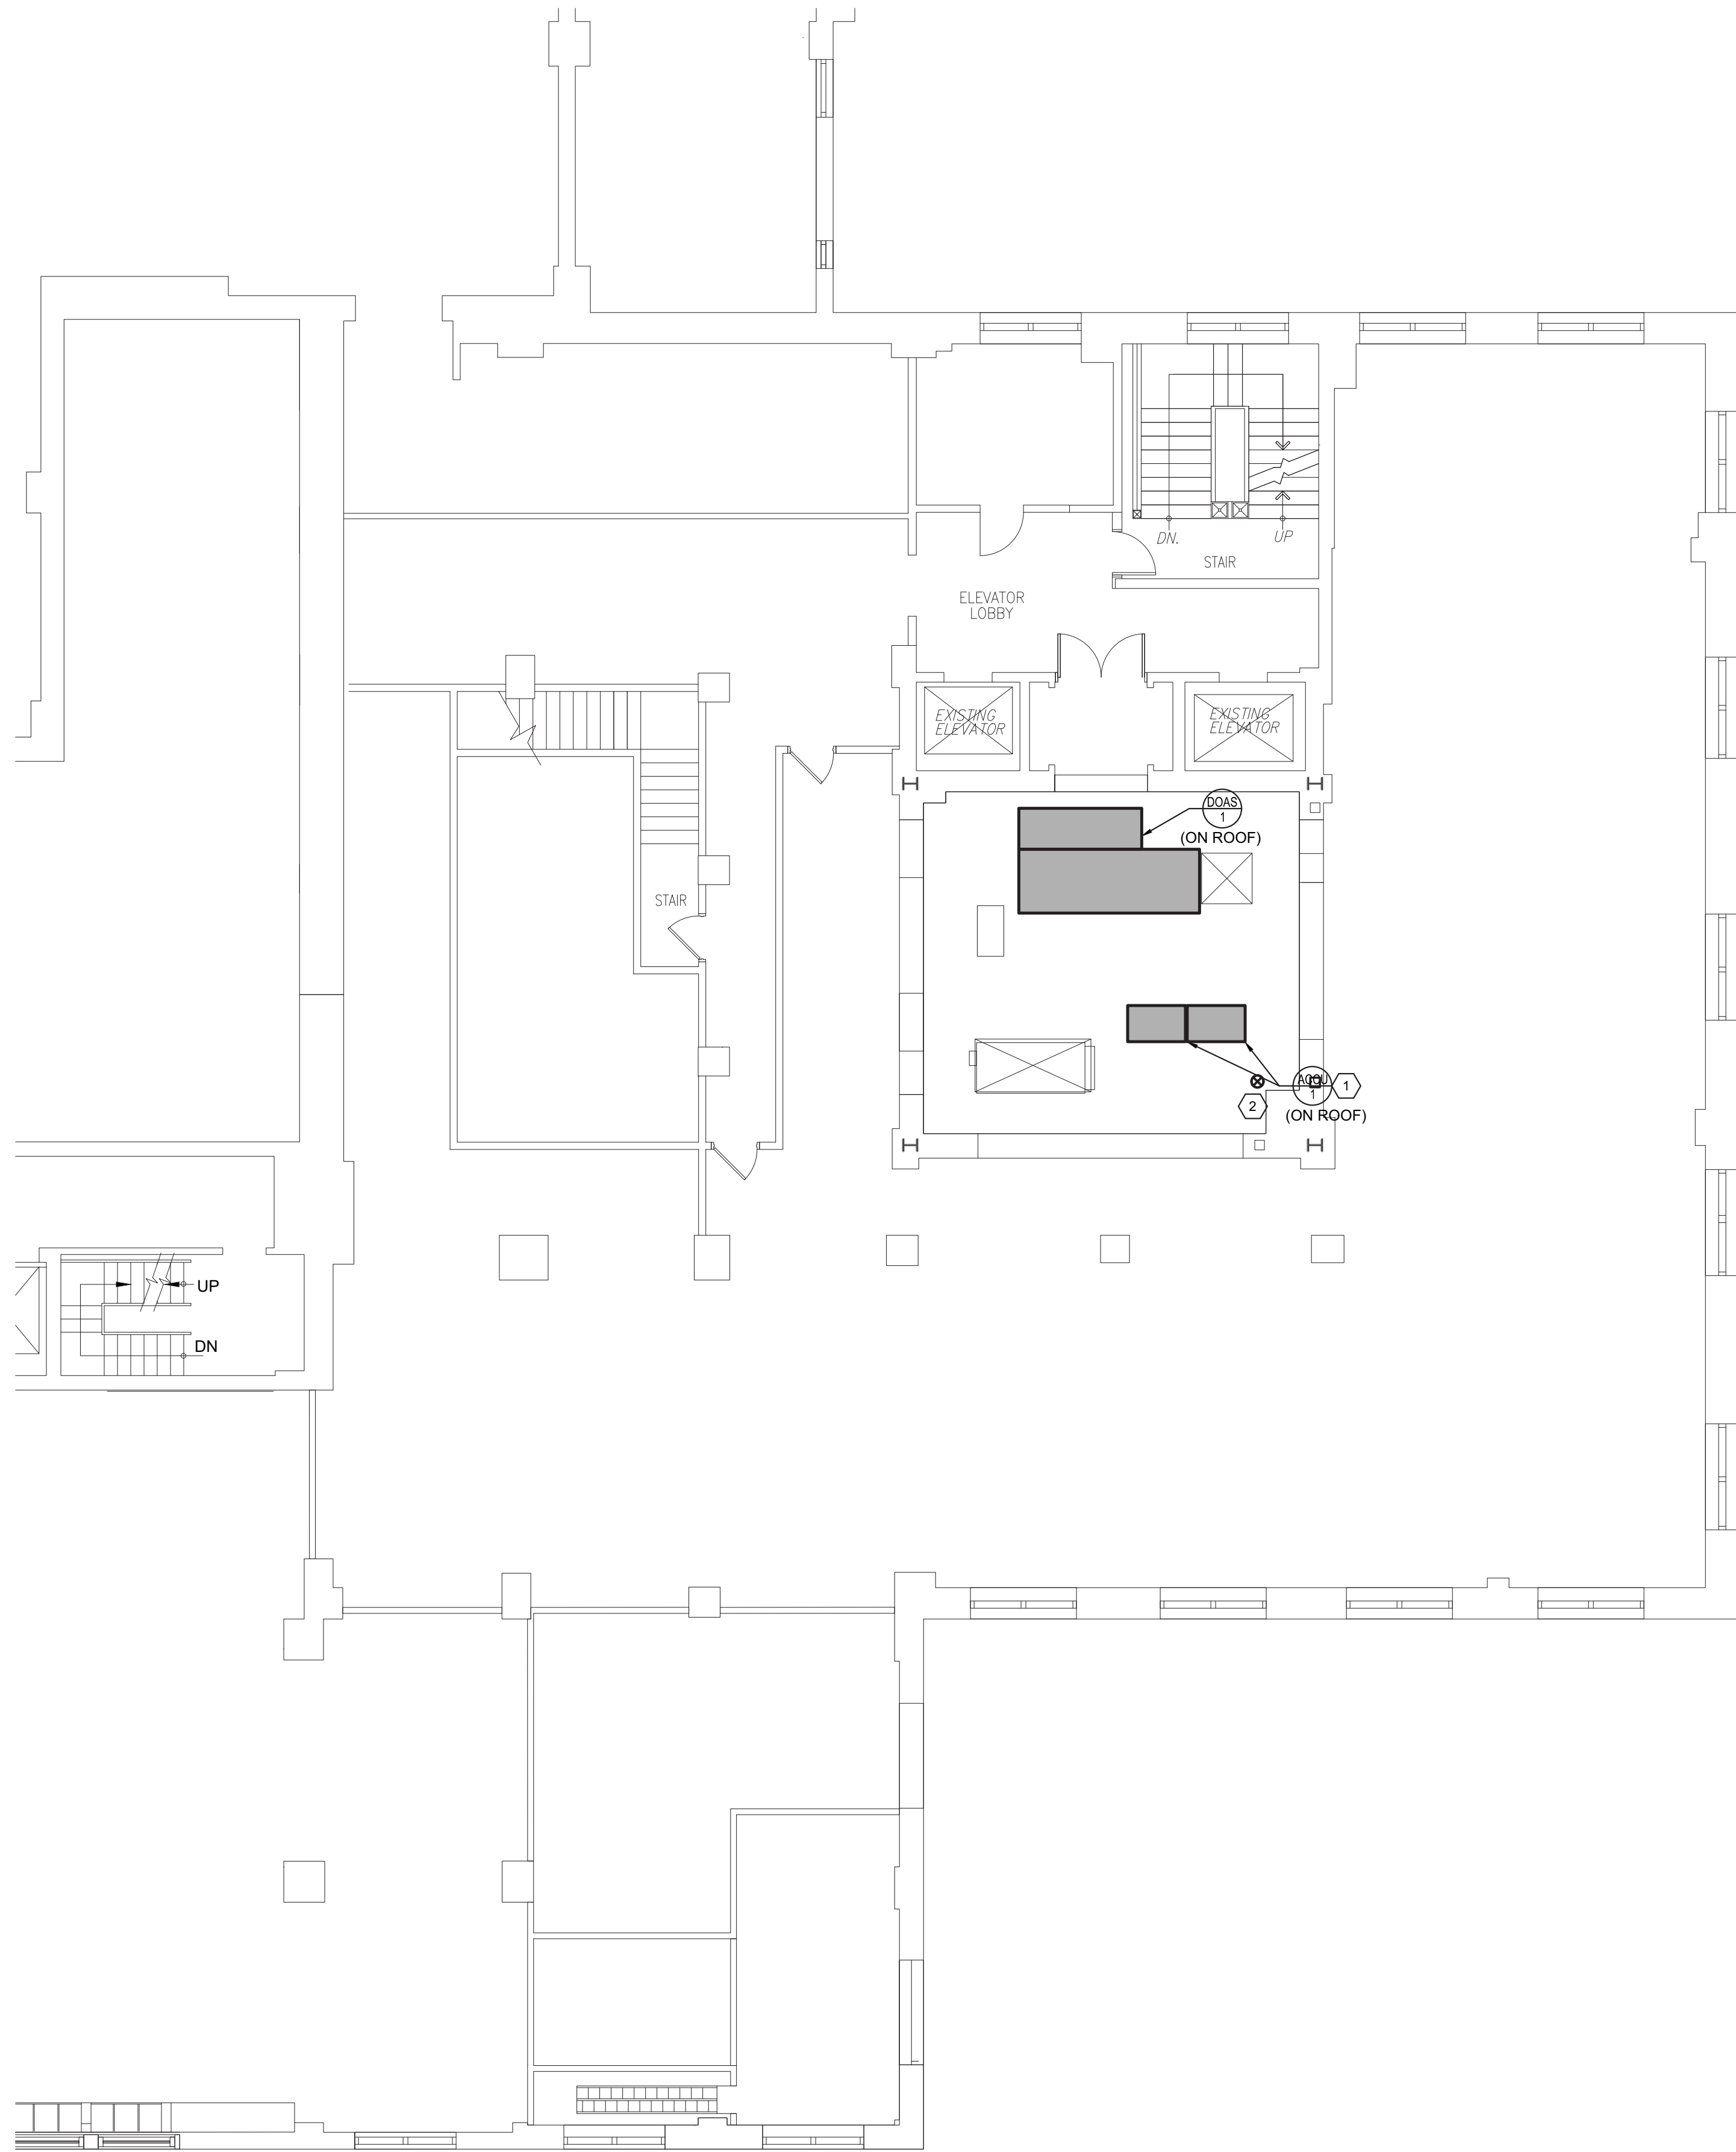 DN.
UP
STAIR
ELEVATOR
LOBBY
EXISTING
ELEVATOR
EXISTING
ELEVATOR
DOAS
1
(ON ROOF)
STAIR
ACCU
1
1
2
(ON ROOF)
UP
DN